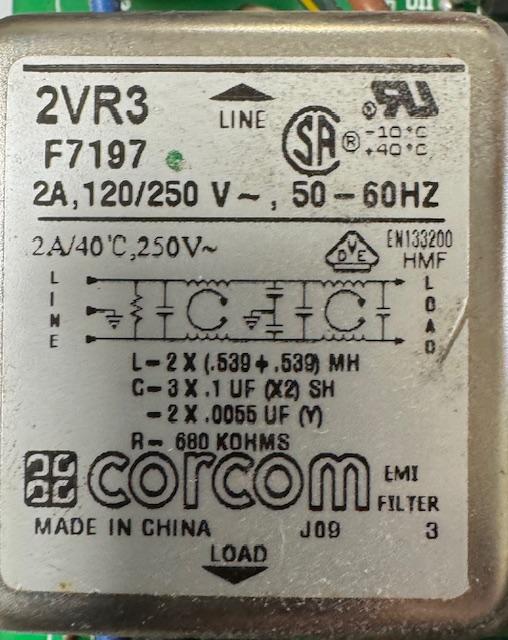 2VR3
LINE
F7197
SA ®
-10°C
+40°C
2A, 120/250 V~, 50-60HZ
2A/40°C, 250V~
DVE
EN133200
HMF
LINE
LOAD
L-2 X (.539+.539) MH
C-3 X .1 UF (X2) SH
-2 X .0055 UF (Y)
R- 680 KOHMS
corcom
EMI
FILTER
MADE IN CHINA
J09
3
LOAD